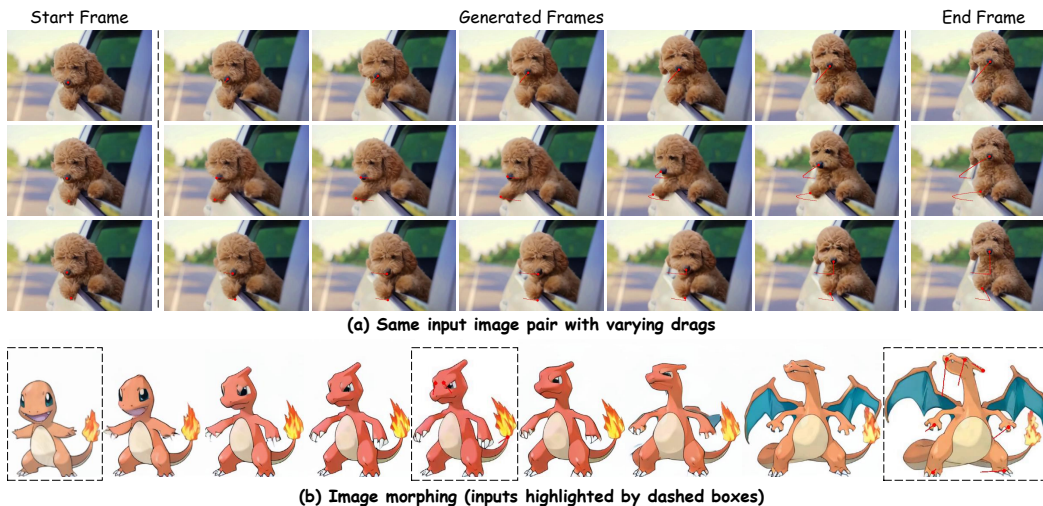 Start Frame
Generated Frames
End Frame
(a) Same input image pair with varying drags
(b) Image morphing (inputs highlighted by dashed boxes)